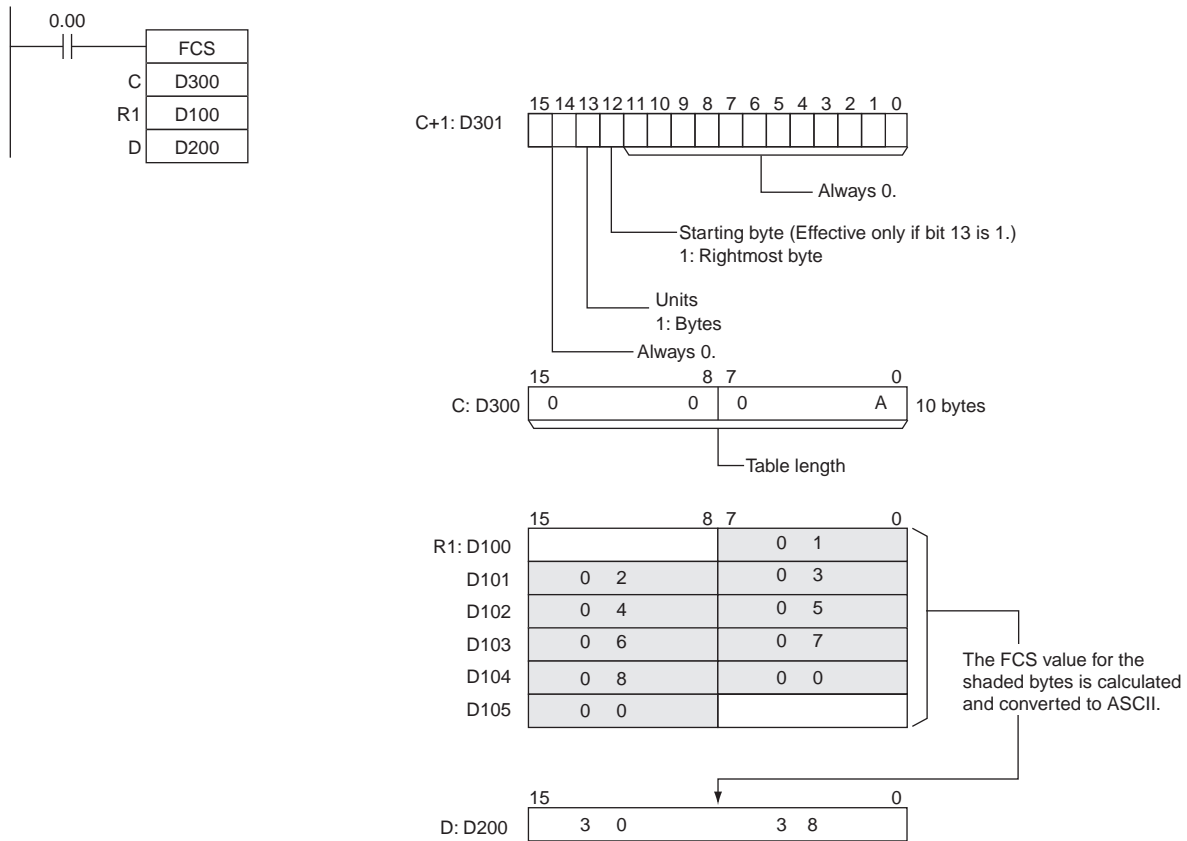 0.00
FCS
C D300
R1 D100
D D200
15 14 13 12 11 10 9 8 7 6 5 4 3 2 1 0
C+1: D301
Always 0.
Starting byte (Effective only if bit 13 is 1.)
1: Rightmost byte
Units
1: Bytes
Always 0.
15 8 7 0
C: D300 0 0 0 A 10 bytes
Table length
15 8 7 0
R1: D100 0 1
D101 0 2 0 3
D102 0 4 0 5
D103 0 6 0 7
D104 0 8 0 0
D105 0 0
The FCS value for the
shaded bytes is calculated
and converted to ASCII.
15 0
D: D200 3 0 3 8